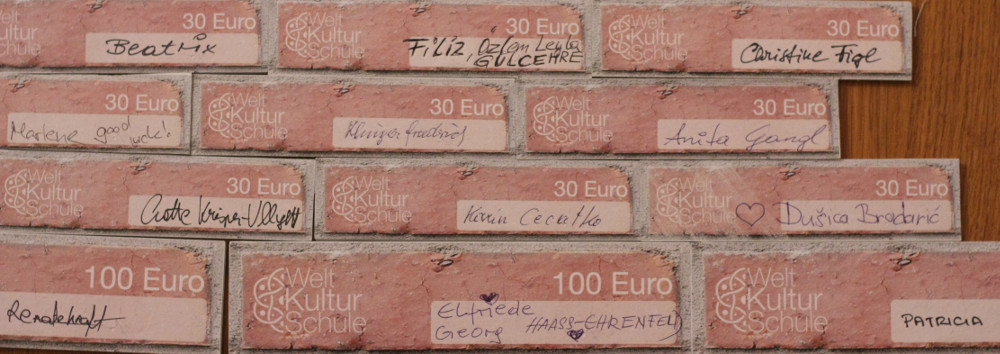 30 Euro
Beatrix
Welt
Kultur
Schule
30 Euro
Filiz, Özlen Leyla
GÜLCEHRE
Welt
Kultur
Schule
30 Euro
Christine Figl
30 Euro
Marlene good luck!
Welt
Kultur
Schule
30 Euro
Welt
Kultur
Schule
30 Euro
Anita Gangl
Welt
Kultur
Schule
30 Euro
Welt
Kultur
Schule
30 Euro
Karin
Welt
Kultur
Schule
30 Euro
Dušica Bradarić
100 Euro
Welt
Kultur
Schule
100 Euro
Elfriede
Georg HAASS-EHRENFELD
Welt
Kultur
Schule
PATRICIA